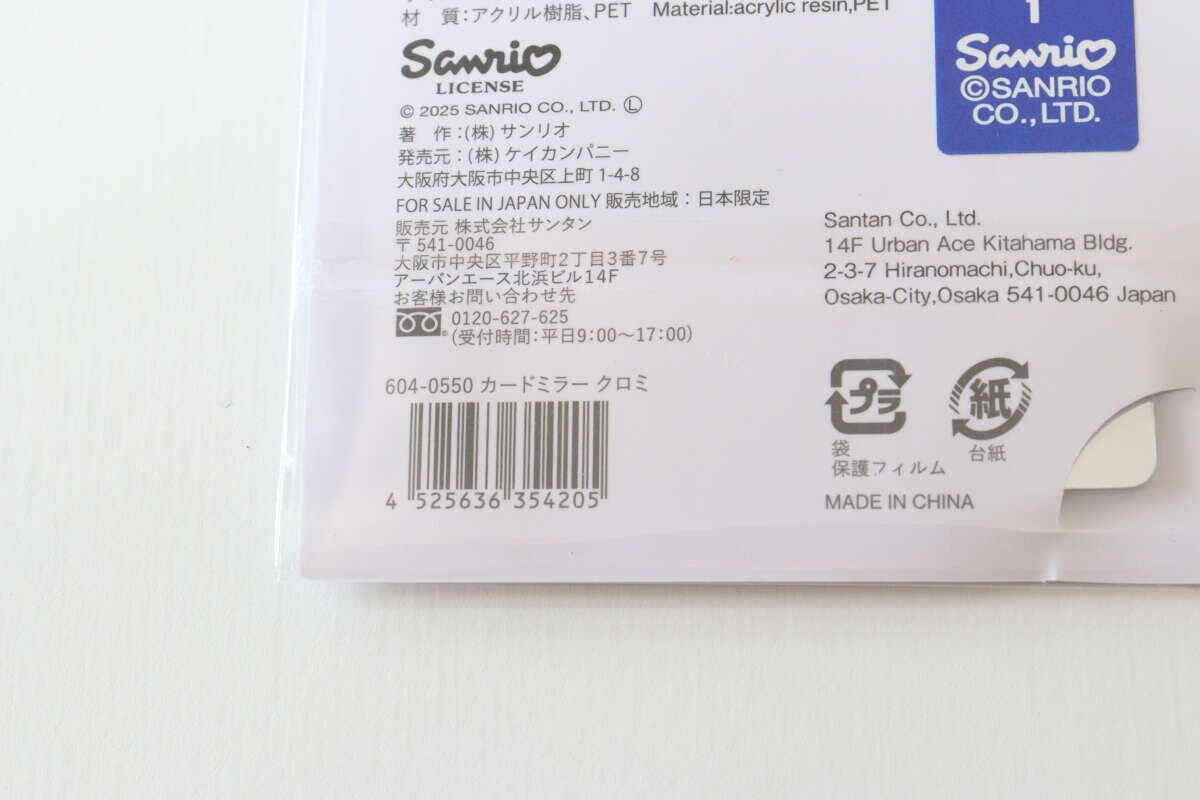 材　質：アクリル樹脂、PET　Material:acrylic resin,PET
Sanrio
LICENSE
© 2025 SANRIO CO., LTD. Ⓛ
著　作：(株) サンリオ
発売元：(株) ケイカンパニー
大阪府大阪市中央区上町 1-4-8
FOR SALE IN JAPAN ONLY 販売地域：日本限定
販売元 株式会社サンタン
〒541-0046
大阪市中央区平野町2丁目3番7号
アーバンエース北浜ビル14F
お客様お問い合わせ先
0120-627-625
(受付時間：平日9:00〜17:00)
604-0550 カードミラー クロミ
4 525636 354205
1
Sanrio
©SANRIO
CO.,LTD.
Santan Co., Ltd.
14F Urban Ace Kitahama Bldg.
2-3-7 Hiranomachi,Chuo-ku,
Osaka-City,Osaka 541-0046 Japan
プラ
袋
保護フィルム
紙
台紙
MADE IN CHINA